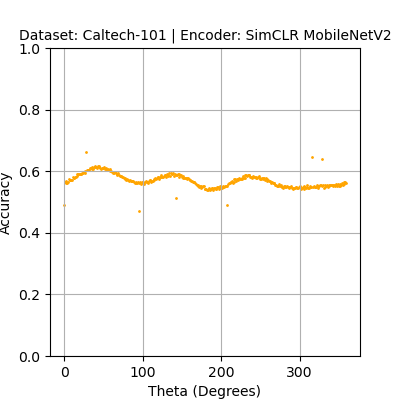 Dataset: Caltech-101 | Encoder: SimCLR MobileNetV2
1.0
0.8
0.6
0.4
0.2
0.0
Accuracy
0 100 200 300
Theta (Degrees)